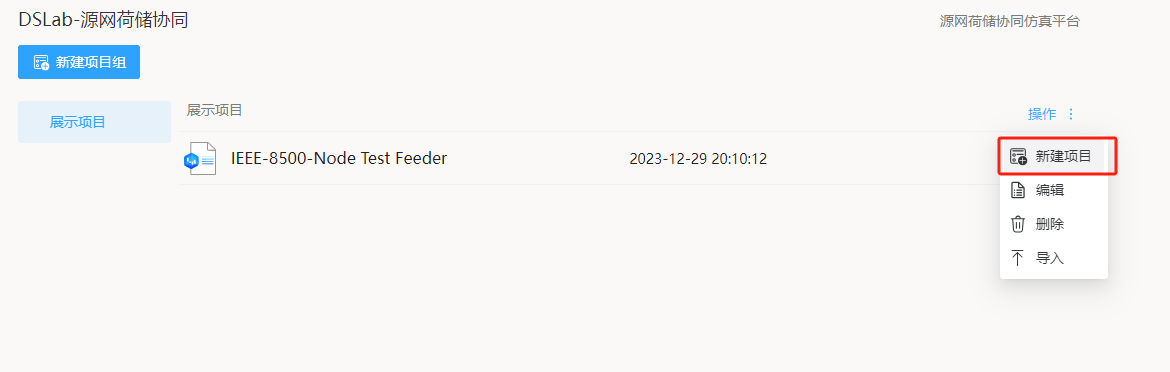 DSLab-源网荷储协同
源网荷储协同仿真平台
新建项目组
展示项目
展示项目
操作
IEEE-8500-Node Test Feeder
2023-12-29 20:10:12
新建项目
编辑
删除
导入